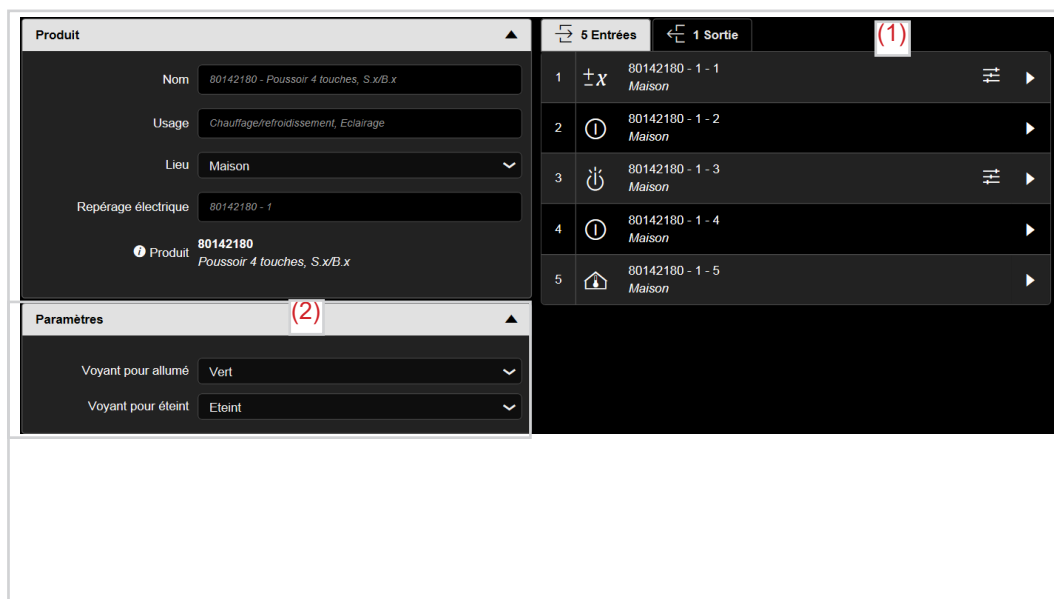 Produit
Nom 80142180 - Poussoir 4 touches, S.x/B.x
Usage Chauffage/refroidissement, Eclairage
Lieu Maison
Repérage électrique 80142180 - 1
Produit 80142180
Poussoir 4 touches, S.x/B.x
(2)
Paramètres
Voyant pour allumé Vert
Voyant pour éteint Eteint
5 Entrées 1 Sortie (1)
1 ±x 80142180 - 1 - 1
Maison
2 80142180 - 1 - 2
Maison
3 80142180 - 1 - 3
Maison
4 80142180 - 1 - 4
Maison
5 80142180 - 1 - 5
Maison